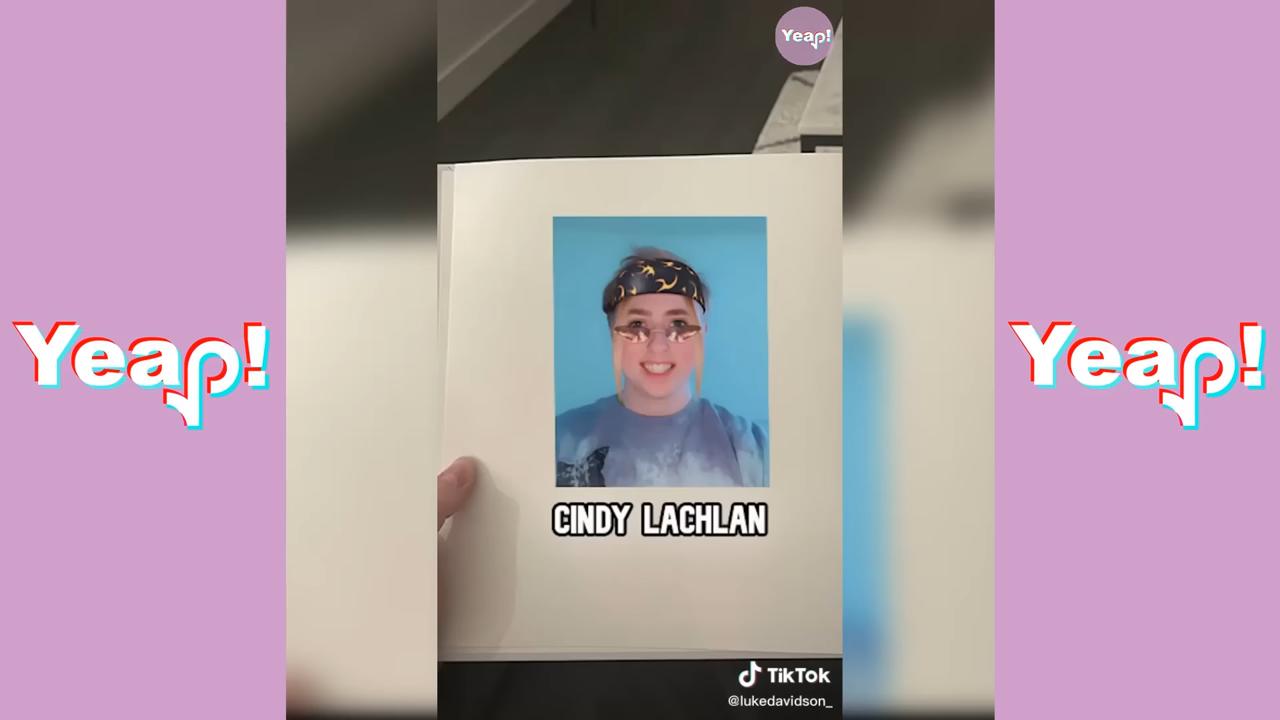 Yeap!
Yeap!
Yeap!
CINDY LACHLAN
TikTok
@lukedavidson_